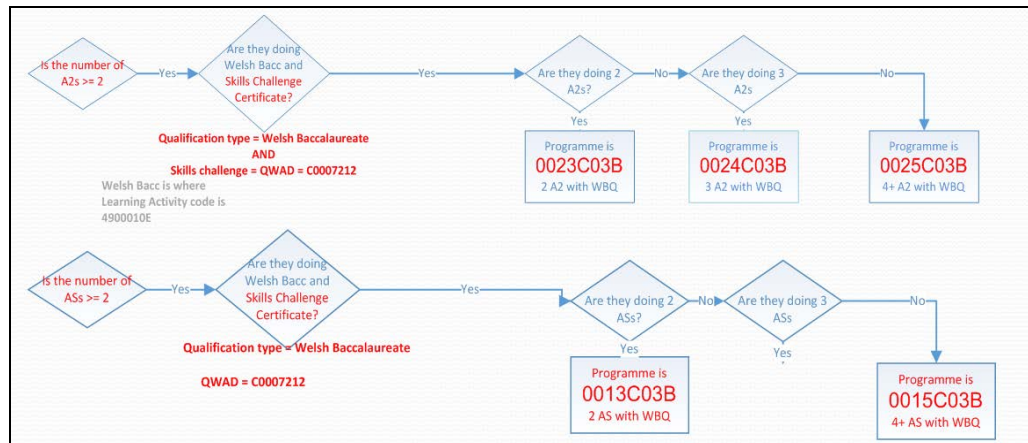 Is the number of
A2s >= 2
Yes
Are they doing
Welsh Bacc and
Skills Challenge
Certificate?
Yes
Are they doing 2
A2s?
No
Are they doing 3
A2s
No
Qualification type = Welsh Baccalaureate
AND
Skills challenge = QWAD = C0007212
Welsh Bacc is where
Learning Activity code is
4900010E
Yes
Programme is
0023C03B
2 A2 with WBQ
Yes
Programme is
0024C03B
3 A2 with WBQ
Programme is
0025C03B
4+ A2 with WBQ
Is the number of
ASs >= 2
Yes
Are they doing
Welsh Bacc and
Skills Challenge
Certificate?
Yes
Are they doing 2
ASs?
No
Are they doing 3
ASs
No
Qualification type = Welsh Baccalaureate
QWAD = C0007212
Yes
Programme is
0013C03B
2 AS with WBQ
Yes
Programme is
0015C03B
4+ AS with WBQ